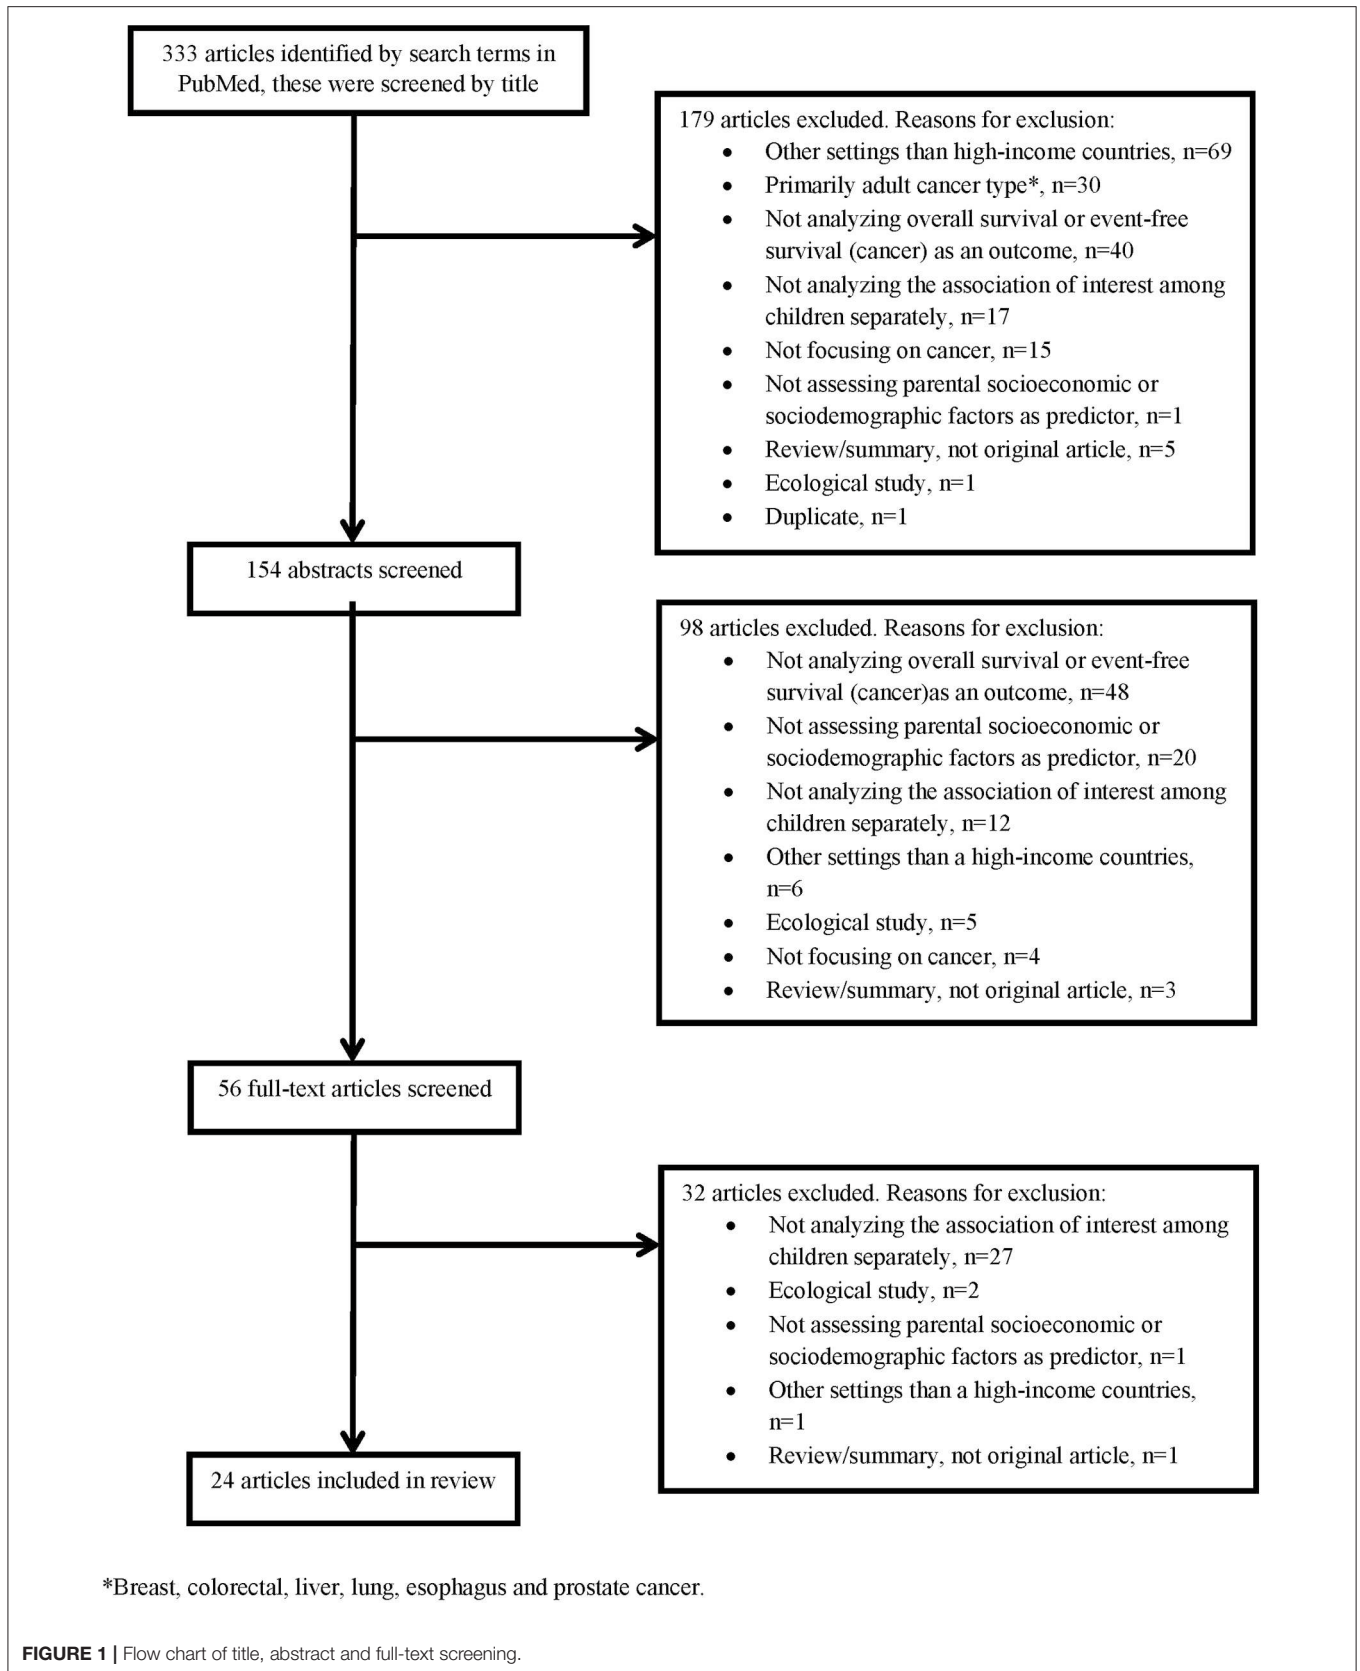 333 articles identified by search terms in
PubMed, these were screened by title
179 articles excluded. Reasons for exclusion:
• Other settings than high-income countries, n=69
• Primarily adult cancer type*, n=30
• Not analyzing overall survival or event-free
survival (cancer) as an outcome, n=40
• Not analyzing the association of interest among
children separately, n=17
• Not focusing on cancer, n=15
• Not assessing parental socioeconomic or
sociodemographic factors as predictor, n=1
• Review/summary, not original article, n=5
• Ecological study, n=1
• Duplicate, n=1
154 abstracts screened
98 articles excluded. Reasons for exclusion:
• Not analyzing overall survival or event-free
survival (cancer)as an outcome, n=48
• Not assessing parental socioeconomic or
sociodemographic factors as predictor, n=20
• Not analyzing the association of interest among
children separately, n=12
• Other settings than a high-income countries,
n=6
• Ecological study, n=5
• Not focusing on cancer, n=4
• Review/summary, not original article, n=3
56 full-text articles screened
32 articles excluded. Reasons for exclusion:
• Not analyzing the association of interest among
children separately, n=27
• Ecological study, n=2
• Not assessing parental socioeconomic or
sociodemographic factors as predictor, n=1
• Other settings than a high-income countries,
n=1
• Review/summary, not original article, n=1
24 articles included in review
*Breast, colorectal, liver, lung, esophagus and prostate cancer.
FIGURE 1 | Flow chart of title, abstract and full-text screening.